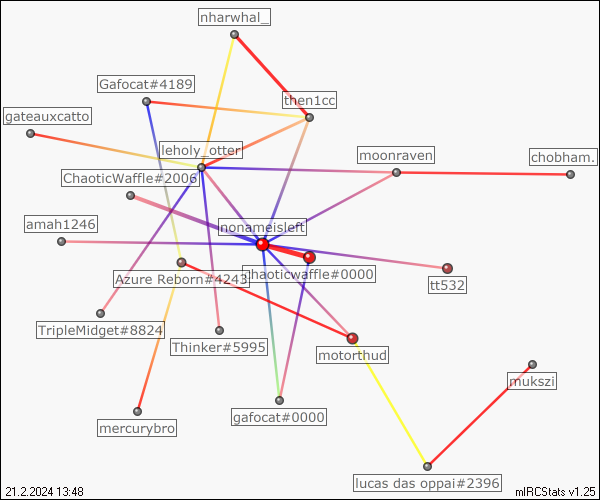 nharwhal_
Gafocat#4189
then1cc
gateauxcatto
leholy_otter
moonraven
chobham.
ChaoticWaffle#2006
amah1246
nonameisleft
Azure Reborn#4243
chaoticwaffle#0000
tt532
TripleMidget#8824
Thinker#5995
motorthud
mukszi
gafocat#0000
mercurybro
lucas das oppai#2396
21.2.2024 13:48
mIRCStats v1.25